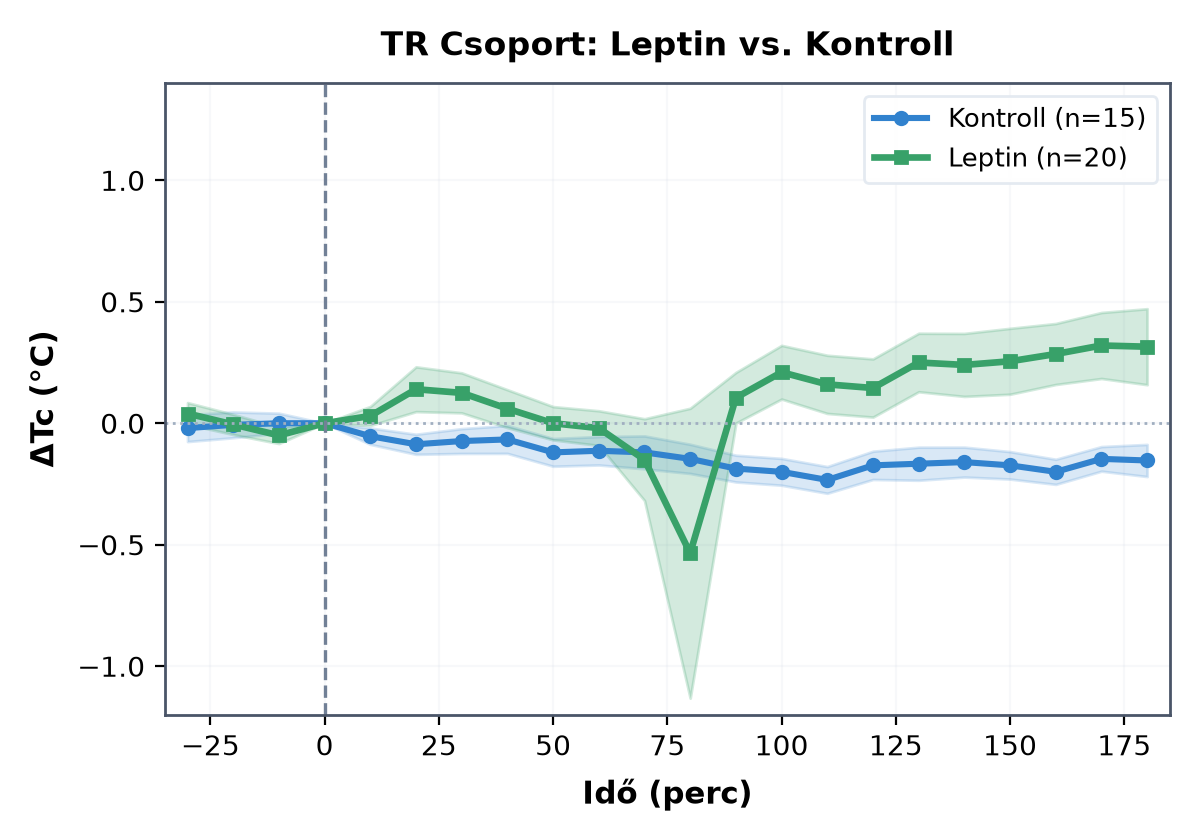 TR Csoport: Leptin vs. Kontroll
Kontroll (n=15)
Leptin (n=20)
ΔTc (°C)
1.0
0.5
0.0
−0.5
−1.0
−25 0 25 50 75 100 125 150 175
Idő (perc)